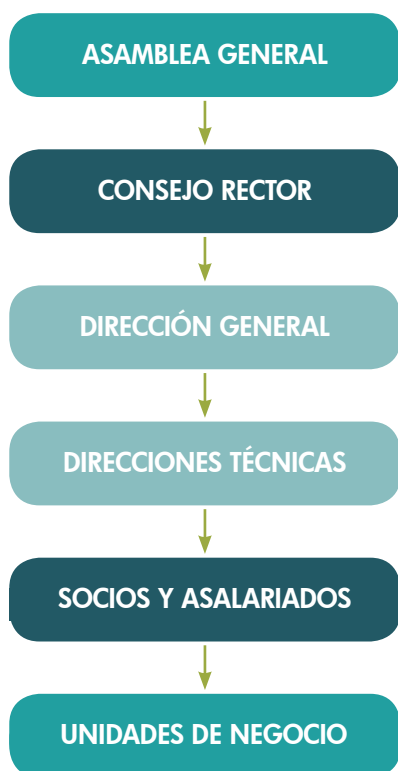 ASAMBLEA GENERAL
CONSEJO RECTOR
DIRECCIÓN GENERAL
DIRECCIONES TÉCNICAS
SOCIOS Y ASALARIADOS
UNIDADES DE NEGOCIO